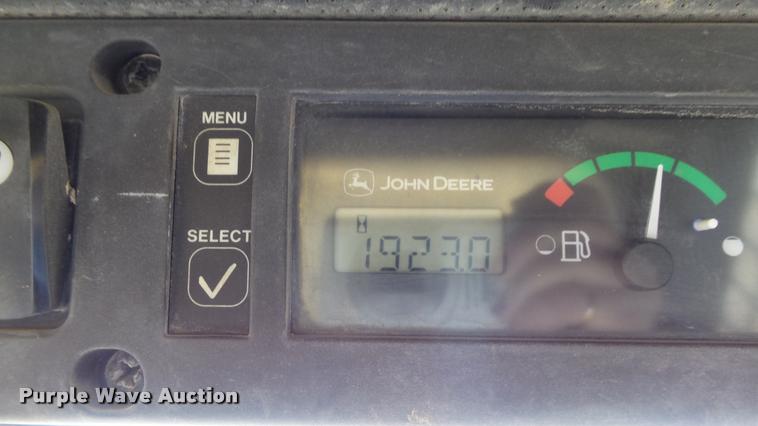 MENU
SELECT
JOHN DEERE
1923.0
Purple Wave Auction